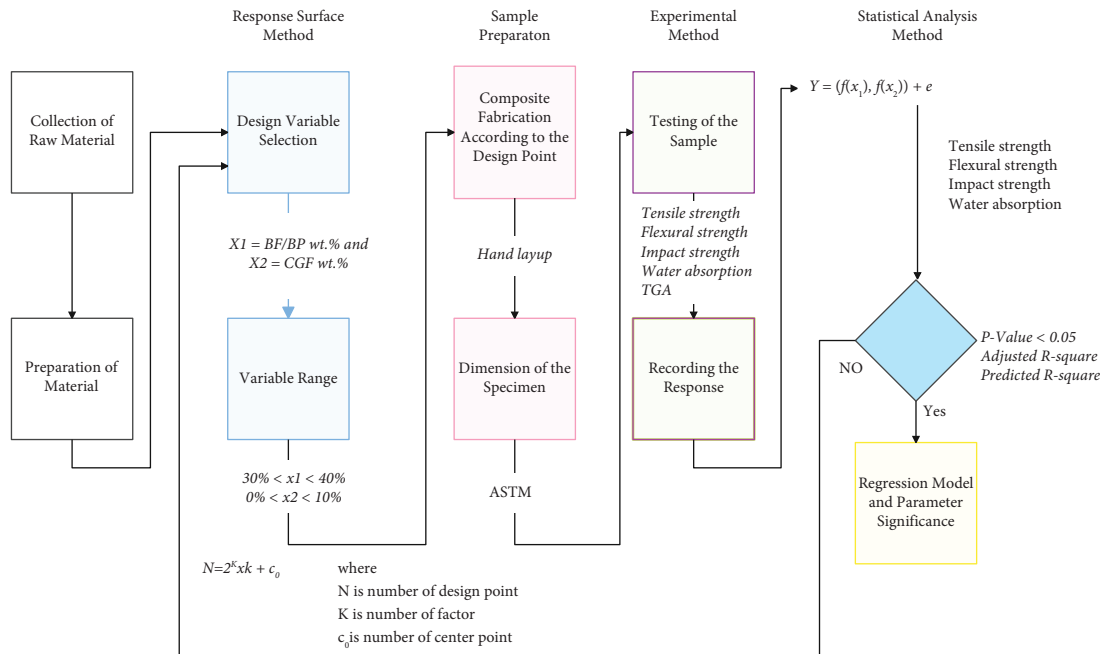 Response Surface
Method
Sample
Preparaton
Experimental
Method
Statistical Analysis
Method
Collection of
Raw Material
Preparation of
Material
Design Variable
Selection
X1 = BF/BP wt.% and
X2 = CGF wt.%
Variable Range
30% < x1 < 40%
0% < x2 < 10%
N=2ᴷxk + c₀
where
N is number of design point
K is number of factor
c₀is number of center point
Composite
Fabrication
According to the
Design Point
Hand layup
Dimension of the
Specimen
ASTM
Testing of the
Sample
Tensile strength
Flexural strength
Impact strength
Water absorption
TGA
Recording the
Response
Y = (f(x₁), f(x₂)) + e
Tensile strength
Flexural strength
Impact strength
Water absorption
P-Value < 0.05
Adjusted R-square
Predicted R-square
NO
Yes
Regression Model
and Parameter
Significance